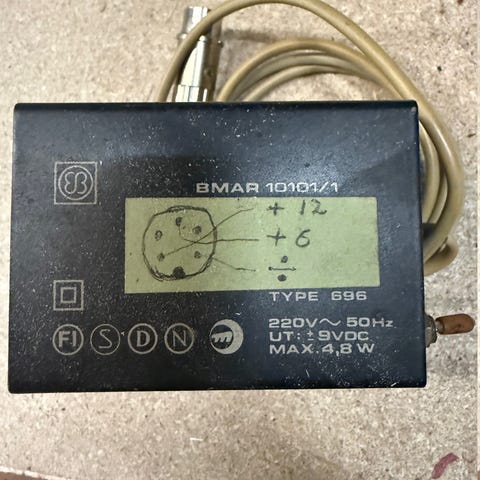 BMAR 10101/1
+ 12
+ 6
÷
TYPE 696
FI S D N
220V~ 50Hz
UT: ±9VDC
MAX. 4,8 W